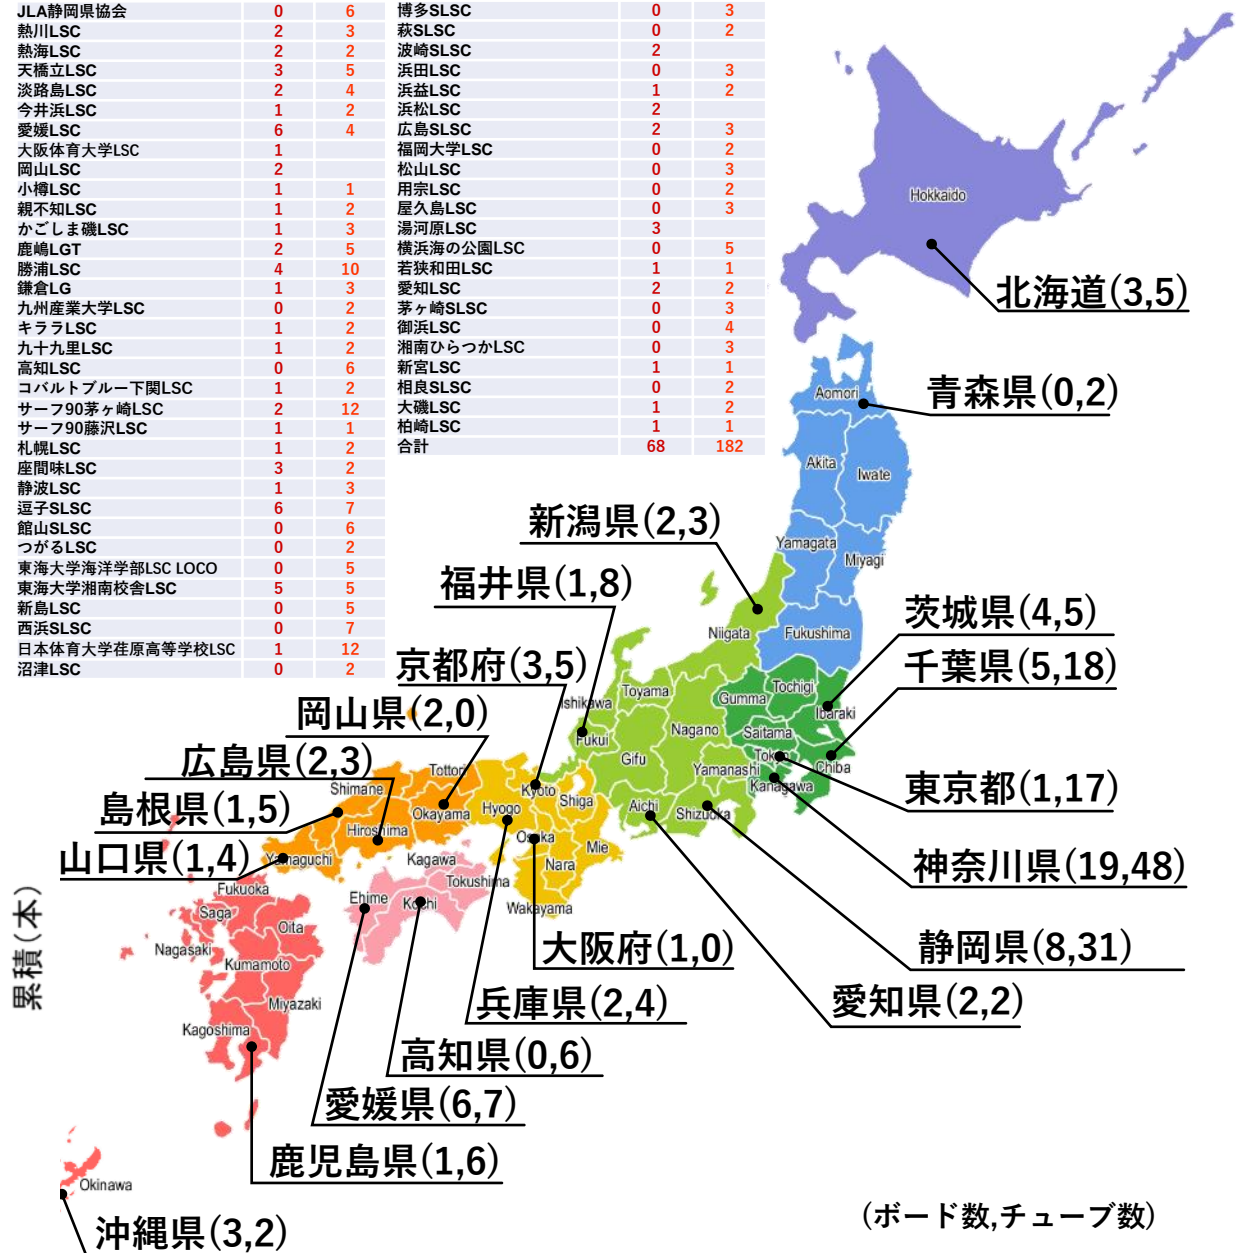 JLA静岡県協会 0 6
熱川LSC 2 3
熱海LSC 2 2
天橋立LSC 3 5
淡路島LSC 2 4
今井浜LSC 1 2
愛媛LSC 6 4
大阪体育大学LSC 1
岡山LSC 2
小樽LSC 1 1
親不知LSC 1 2
かごしま磯LSC 1 3
鹿嶋LGT 2 5
勝浦LSC 4 10
鎌倉LG 1 3
九州産業大学LSC 0 2
キララLSC 1 2
九十九里LSC 1 2
高知LSC 0 6
コバルトブルー下関LSC 1 2
サーフ90茅ヶ崎LSC 2 12
サーフ90藤沢LSC 1 1
札幌LSC 1 2
座間味LSC 3 2
静波LSC 1 3
逗子SLSC 6 7
館山SLSC 0 6
つがるLSC 0 2
東海大学海洋学部LSC LOCO 0 5
東海大学湘南校舎LSC 5 5
新島LSC 0 5
西浜SLSC 0 7
日本体育大学荏原高等学校LSC 1 12
沼津LSC 0 2
博多SLSC 0 3
萩SLSC 0 2
波崎SLSC 2
浜田LSC 0 3
浜益LSC 1 2
浜松LSC 2
広島SLSC 2 3
福岡大学LSC 0 2
松山LSC 0 3
用宗LSC 0 2
屋久島LSC 0 3
湯河原LSC 3
横浜海の公園LSC 0 5
若狭和田LSC 1 1
愛知LSC 2 2
茅ヶ崎SLSC 0 3
御浜LSC 0 4
湘南ひらつかLSC 0 3
新宮LSC 1 1
相良SLSC 0 2
大磯LSC 1 2
柏崎LSC 1 1
合計 68 182
Hokkaido
北海道(3,5)
Aomori
青森県(0,2)
Akita
Iwate
新潟県(2,3)
Yamagata
Miyagi
福井県(1,8)
茨城県(4,5)
Niigata
Fukushima
京都府(3,5)
千葉県(5,18)
Toyama
Tochigi
Gumma
Ishikawa
岡山県(2,0)
Ibaraki
Nagano
Saitama
Fukui
広島県(2,3)
Gifu
Tokyo
Chiba
Yamanashi
Tottori
Kanagawa
Shimane
Kyoto
東京都(1,17)
島根県(1,5)
Shiga
Hyogo
Aichi
Okayama
Shizuoka
Hiroshima
Osaka
Mie
山口県(1,4)
Yamaguchi
Kagawa
Nara
神奈川県(19,48)
Fukuoka
Tokushima
Ehime
Kochi
Wakayama
Saga
Oita
累積(本)
Nagasaki
大阪府(1,0)
静岡県(8,31)
Kumamoto
Miyazaki
兵庫県(2,4)
愛知県(2,2)
Kagoshima
高知県(0,6)
愛媛県(6,7)
鹿児島県(1,6)
Okinawa
沖縄県(3,2)
(ボード数,チューブ数)